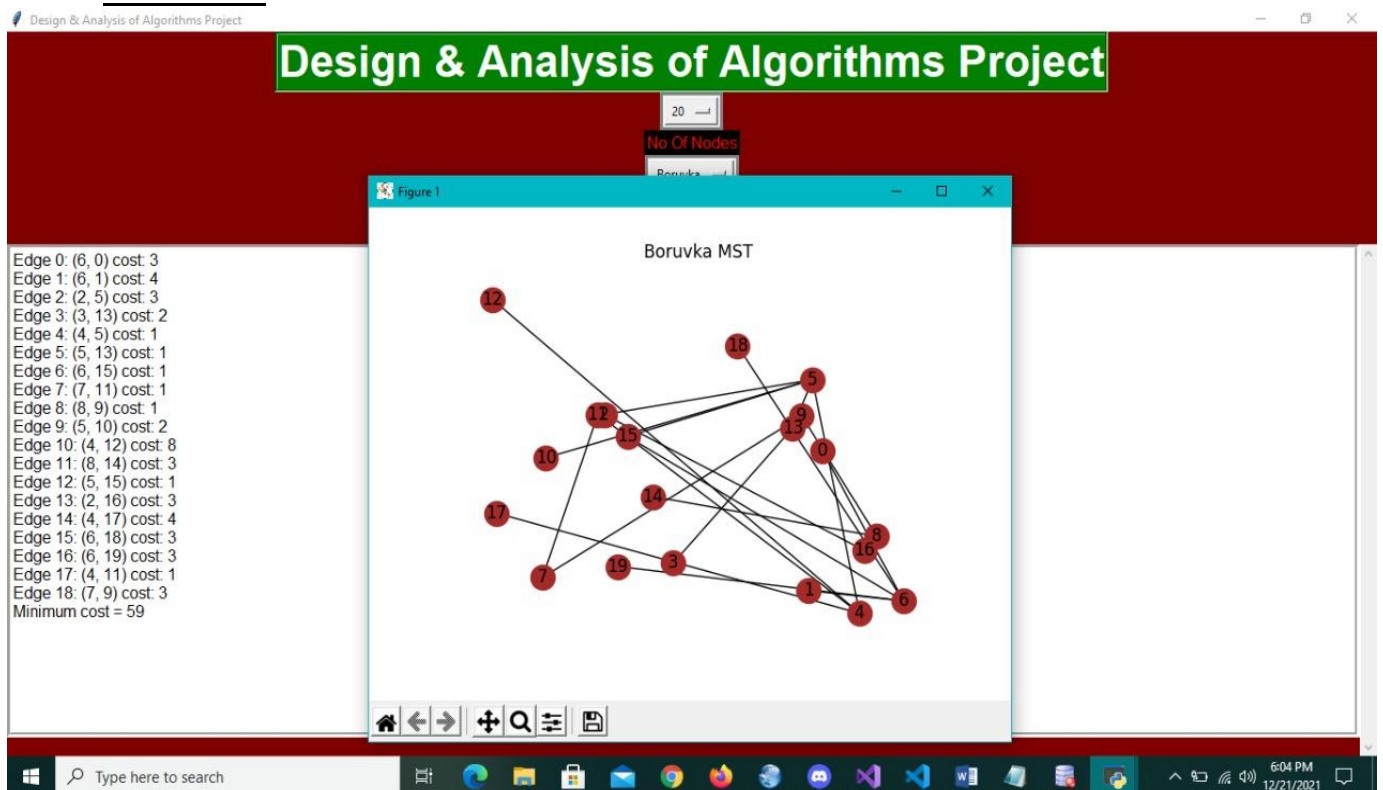 Design & Analysis of Algorithms Project
Design & Analysis of Algorithms Project
20
No Of Nodes
Boruvka
Figure 1
Boruvka MST
Edge 0: (6, 0) cost: 3
Edge 1: (6, 1) cost: 4
Edge 2: (2, 5) cost: 3
Edge 3: (3, 13) cost: 2
Edge 4: (4, 5) cost: 1
Edge 5: (5, 13) cost: 1
Edge 6: (6, 15) cost: 1
Edge 7: (7, 11) cost: 1
Edge 8: (8, 9) cost: 1
Edge 9: (5, 10) cost: 2
Edge 10: (4, 12) cost: 8
Edge 11: (8, 14) cost: 3
Edge 12: (5, 15) cost: 1
Edge 13: (2, 16) cost: 3
Edge 14: (4, 17) cost: 4
Edge 15: (6, 18) cost: 3
Edge 16: (6, 19) cost: 3
Edge 17: (4, 11) cost: 1
Edge 18: (7, 9) cost: 3
Minimum cost = 59
12
18
5
11
2
9
13
15
0
10
14
17
8
16
3
19
7
1
6
4
Type here to search
6:04 PM
12/21/2021